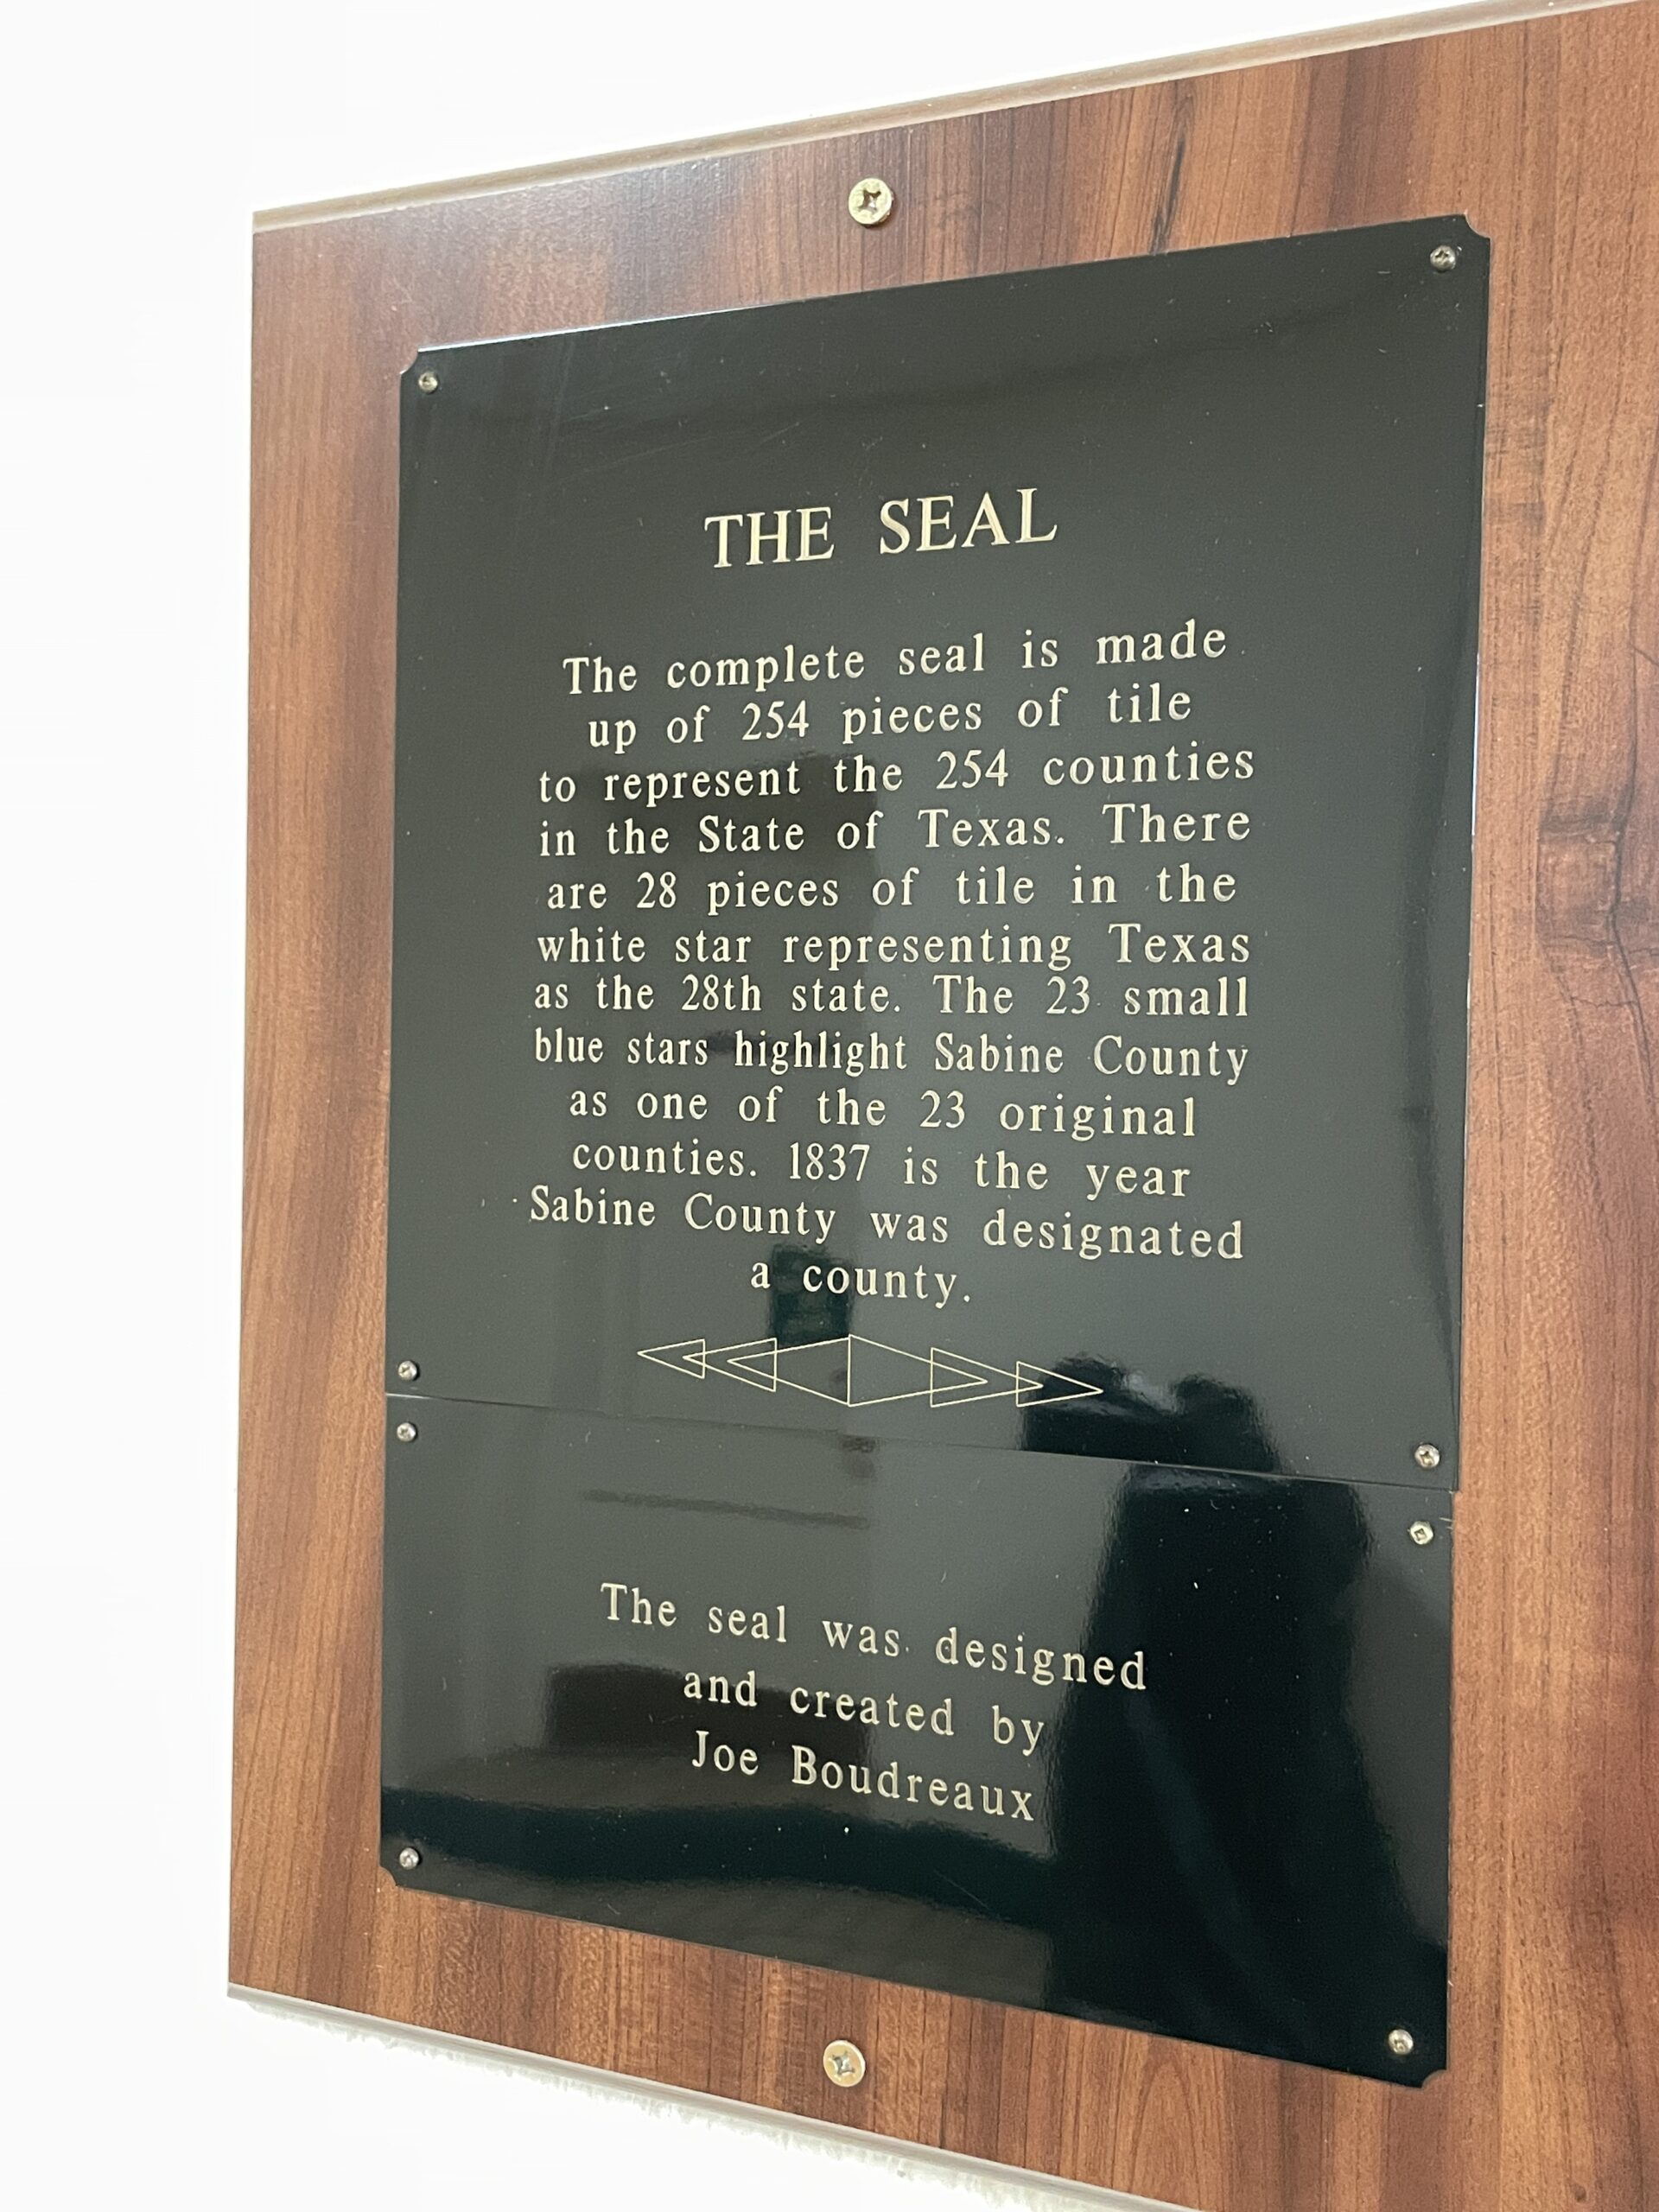 THE SEAL
The complete seal is made
up of 254 pieces of tile
to represent the 254 counties
in the State of Texas. There
are 28 pieces of tile in the
white star representing Texas
as the 28th state. The 23 small
blue stars highlight Sabine County
as one of the 23 original
counties. 1837 is the year
Sabine County was designated
a county.
The seal was designed
and created by
Joe Boudreaux